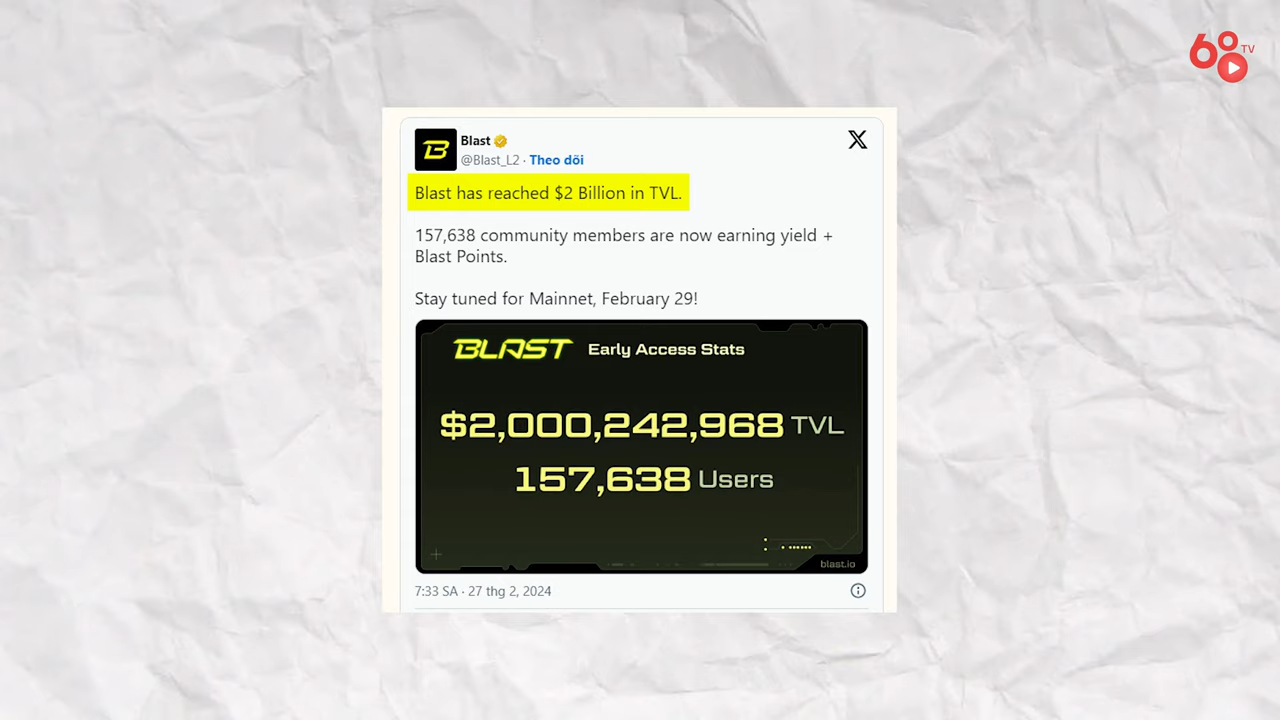 68 TV
Blast
@Blast_L2 · Theo dõi
Blast has reached $2 Billion in TVL.
157,638 community members are now earning yield +
Blast Points.
Stay tuned for Mainnet, February 29!
BLAST Early Access Stats
$2,000,242,968 TVL
157,638 Users
blast.io
7:33 SA · 27 thg 2, 2024